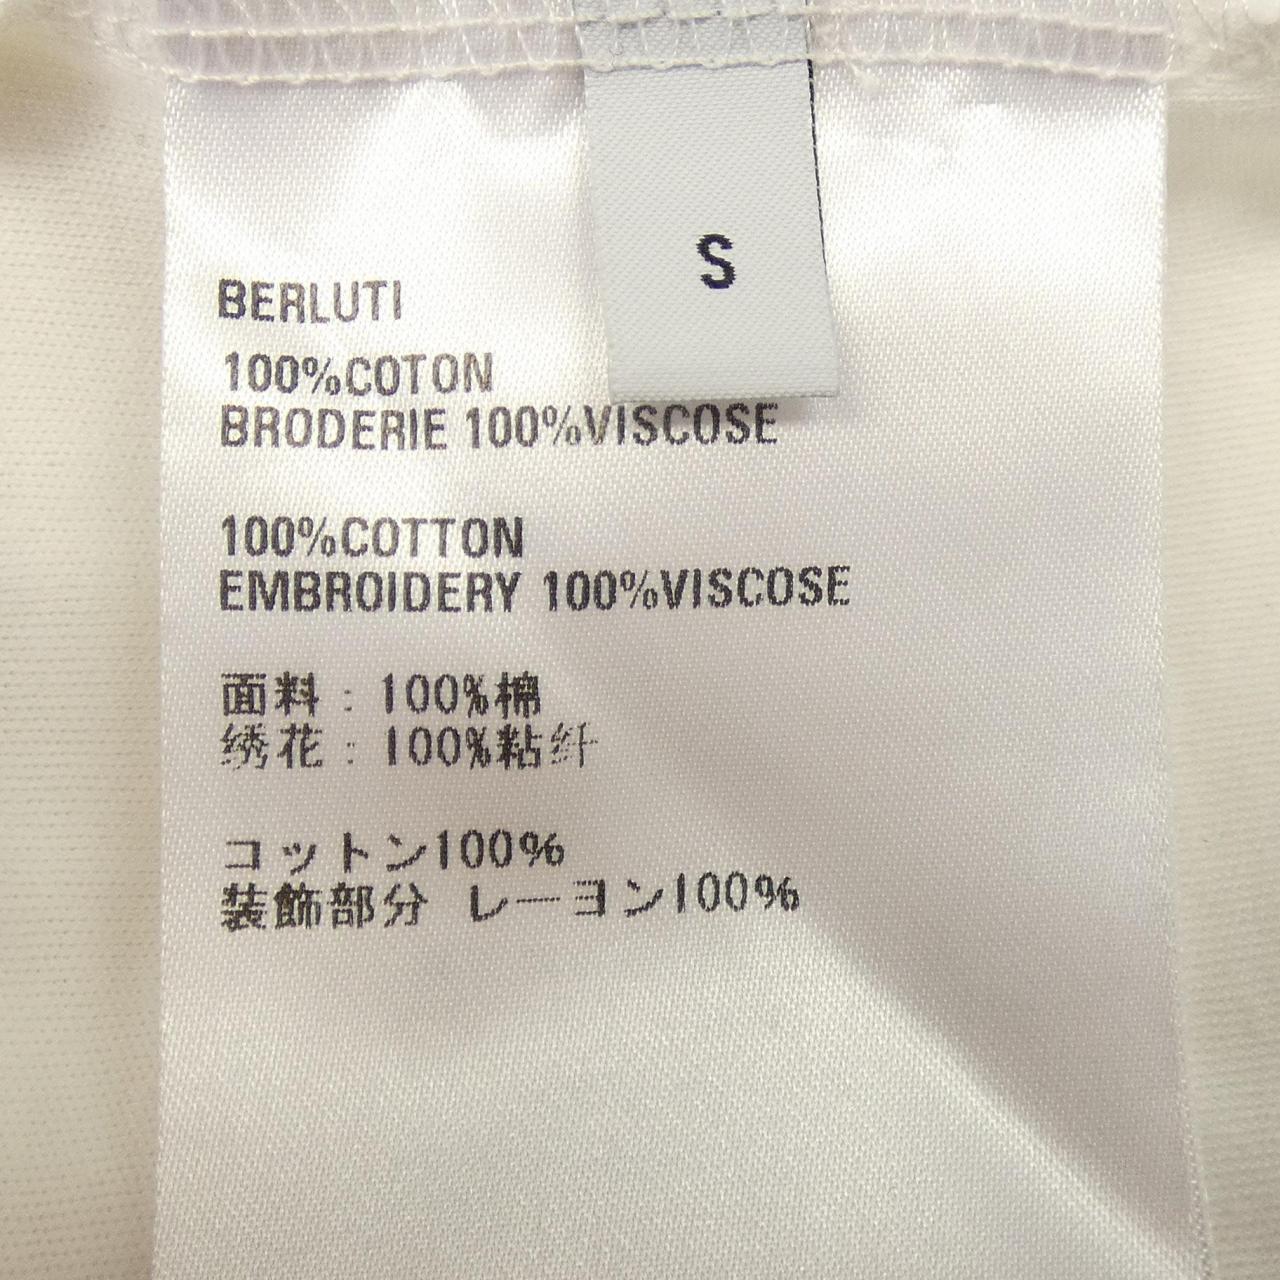 S
BERLUTI
100%COTON
BRODERIE 100%VISCOSE
100%COTTON
EMBROIDERY 100%VISCOSE
面料：100%棉
绣花：100%粘纤
コットン100%
装飾部分 レーヨン100%